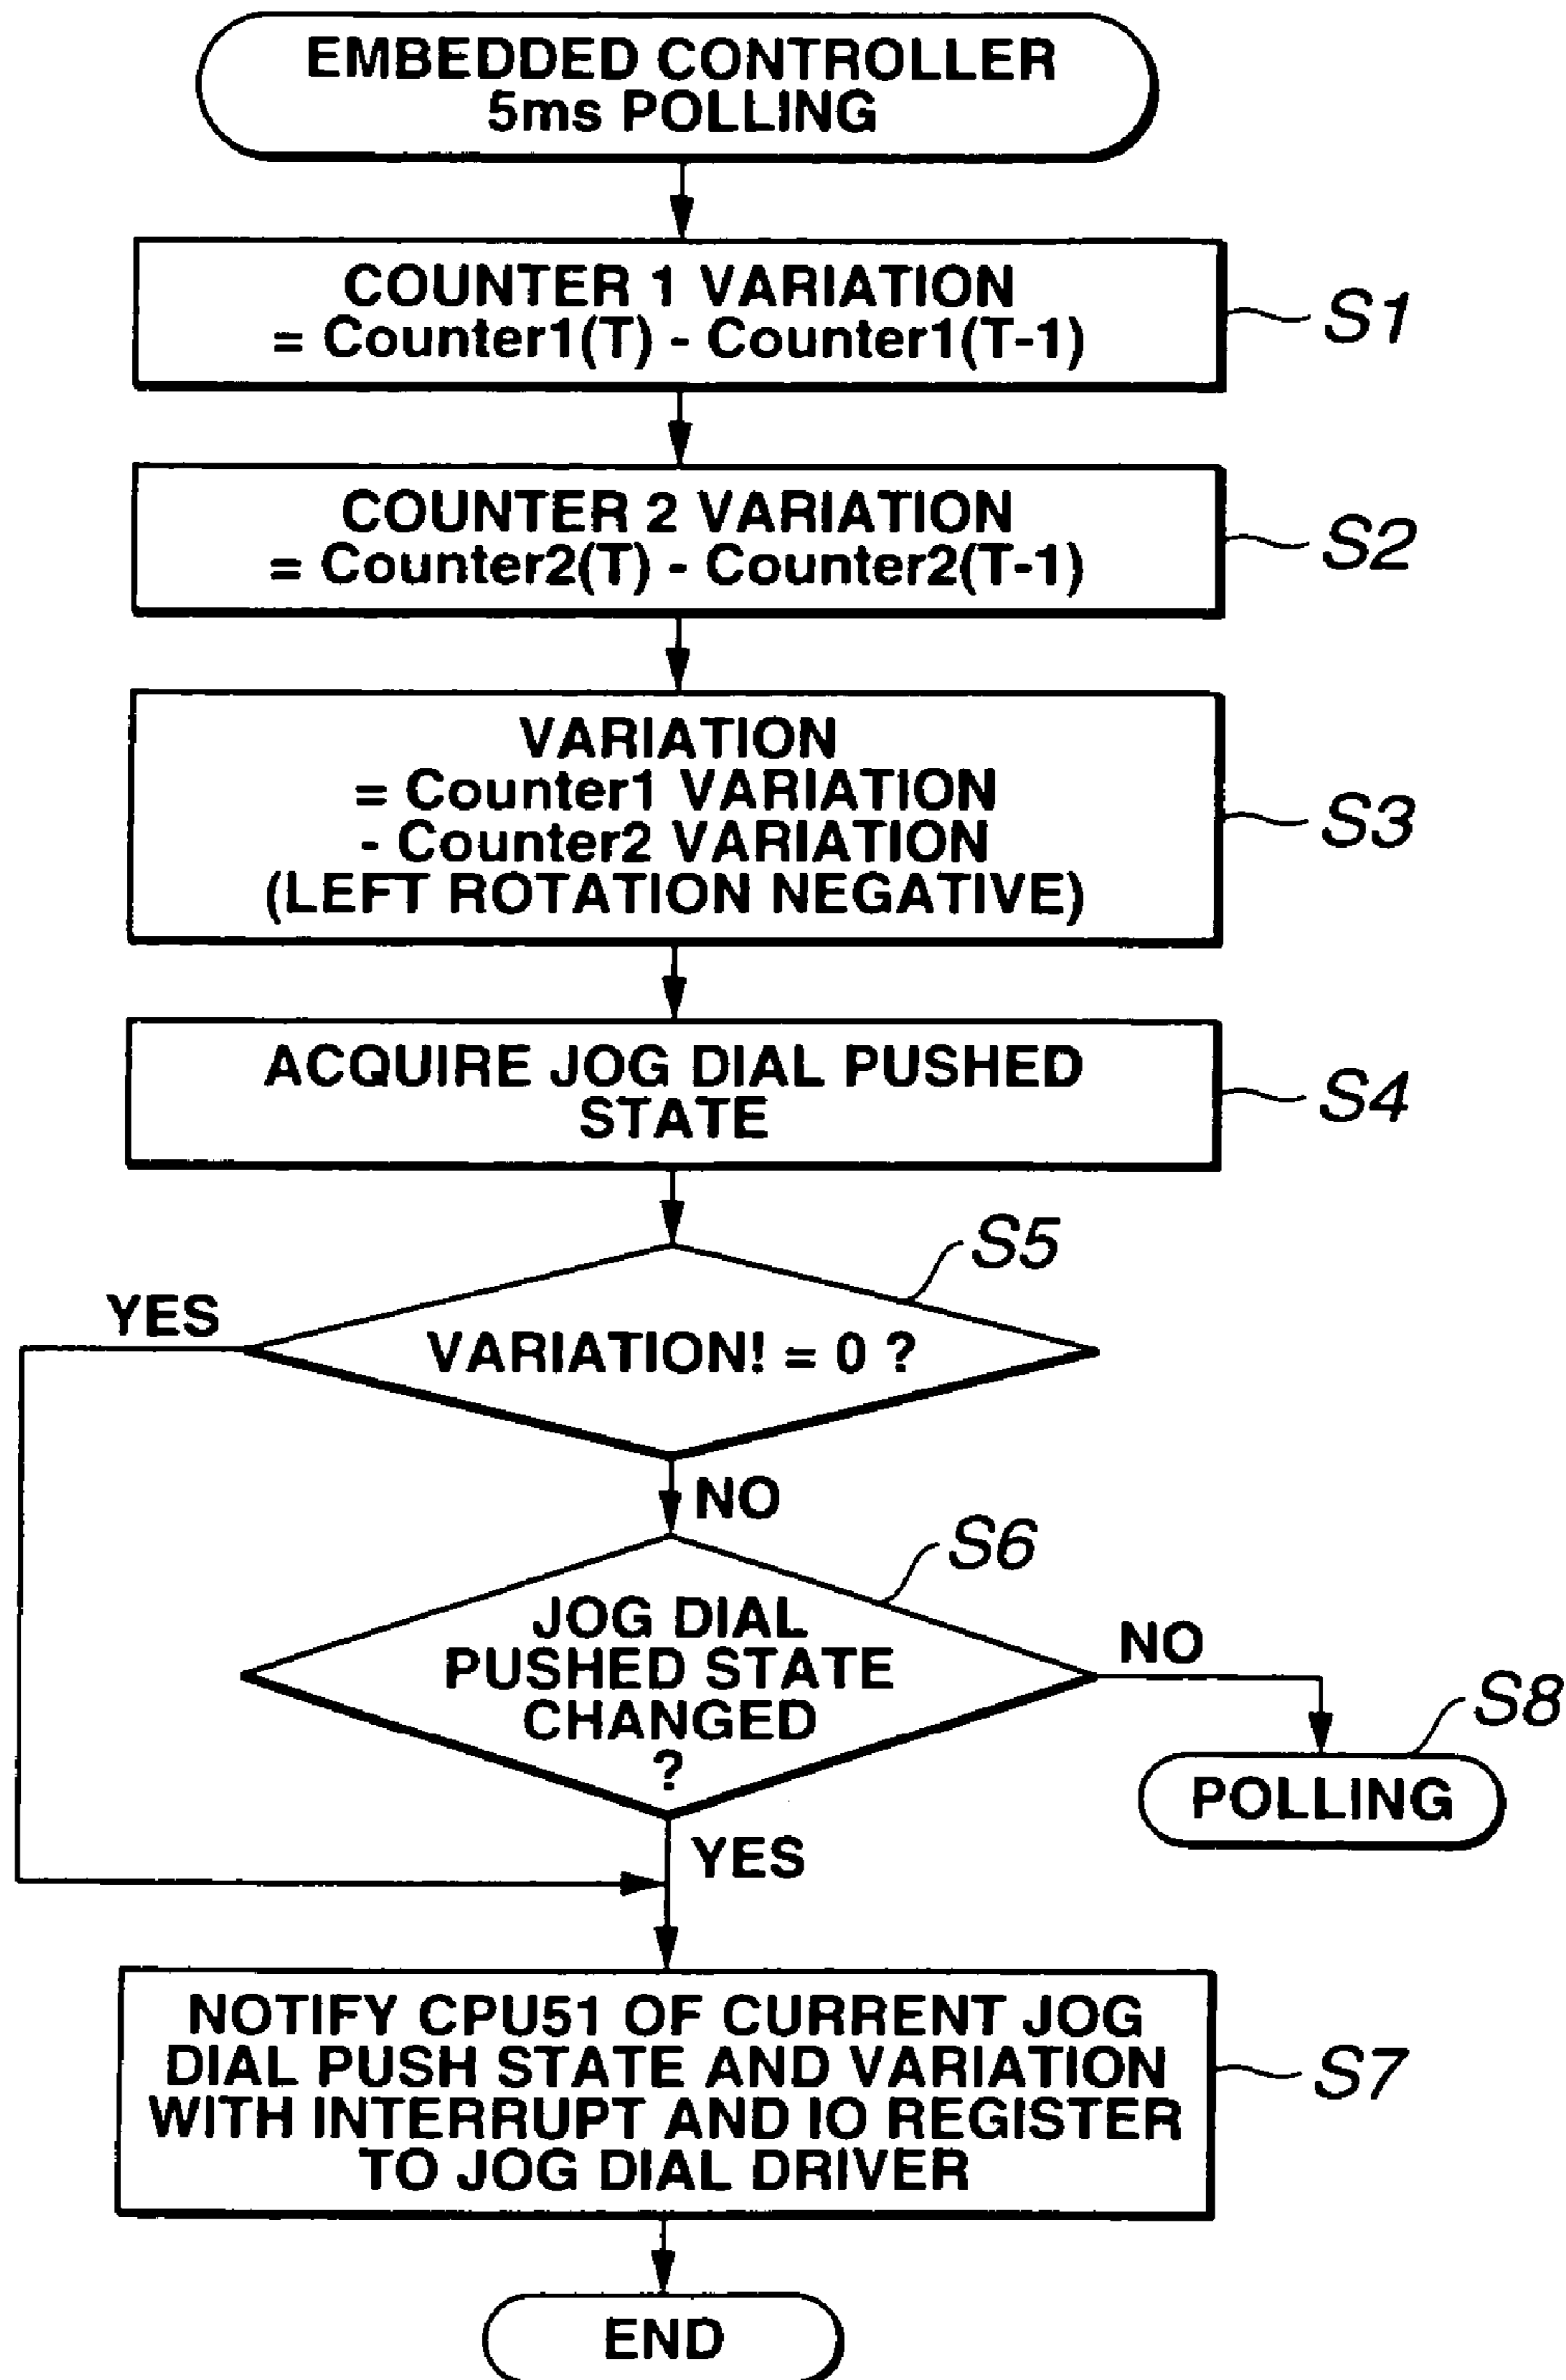 EMBEDDED CONTROLLER
5ms POLLING
COUNTER 1 VARIATION
= Counter1(T) - Counter1(T-1)
S1
COUNTER 2 VARIATION
= Counter2(T) - Counter2(T-1)
S2
VARIATION
= Counter1 VARIATION
- Counter2 VARIATION
(LEFT ROTATION NEGATIVE)
S3
ACQUIRE JOG DIAL PUSHED
STATE
S4
S5
YES
VARIATION! = 0 ?
NO
S6
JOG DIAL
PUSHED STATE
CHANGED
?
NO
S8
POLLING
YES
NOTIFY CPU51 OF CURRENT JOG
DIAL PUSH STATE AND VARIATION
WITH INTERRUPT AND IO REGISTER
TO JOG DIAL DRIVER
S7
END